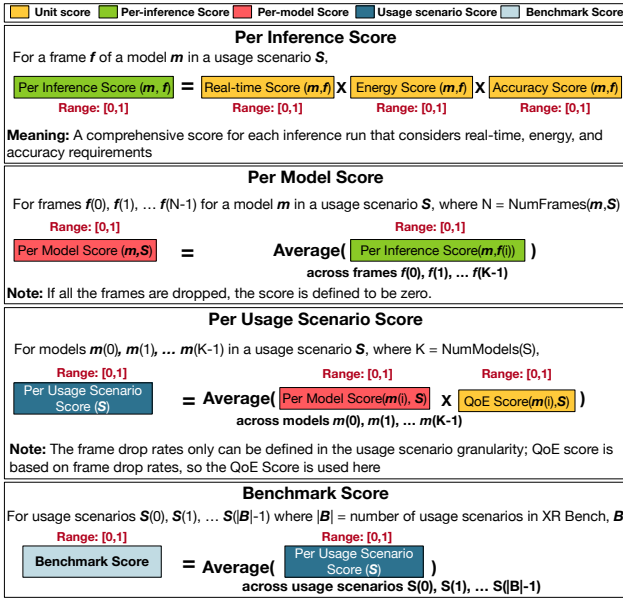 Unit score Per-inference Score Per-model Score Usage scenario Score Benchmark Score
Per Inference Score
For a frame f of a model m in a usage scenario S,
Per Inference Score (m, f) = Real-time Score (m,f) X Energy Score (m,f) X Accuracy Score (m,f)
Range: [0,1] Range: [0,1] Range: [0,1] Range: [0,1]
Meaning: A comprehensive score for each inference run that considers real-time, energy, and
accuracy requirements
Per Model Score
For frames f(0), f(1), … f(N-1) for a model m in a usage scenario S, where N = NumFrames(m,S)
Range: [0,1] Range: [0,1]
Per Model Score (m,S) = Average( Per Inference Score(m,f(i)) )
across frames f(0), f(1), … f(K-1)
Note: If all the frames are dropped, the score is defined to be zero.
Per Usage Scenario Score
For models m(0), m(1), … m(K-1) in a usage scenario S, where K = NumModels(S),
Range: [0,1] Range: [0,1] Range: [0,1]
Per Usage Scenario
Score (S) = Average( Per Model Score(m(i), S) X QoE Score(m(i),S) )
across models m(0), m(1), … m(K-1)
Note: The frame drop rates only can be defined in the usage scenario granularity; QoE score is
based on frame drop rates, so the QoE Score is used here
Benchmark Score
For usage scenarios S(0), S(1), … S(|B|-1) where |B| = number of usage scenarios in XR Bench, B
Range: [0,1] Range: [0,1]
Benchmark Score = Average( Per Usage Scenario
Score (S) )
across usage scenarios S(0), S(1), … S(|B|-1)